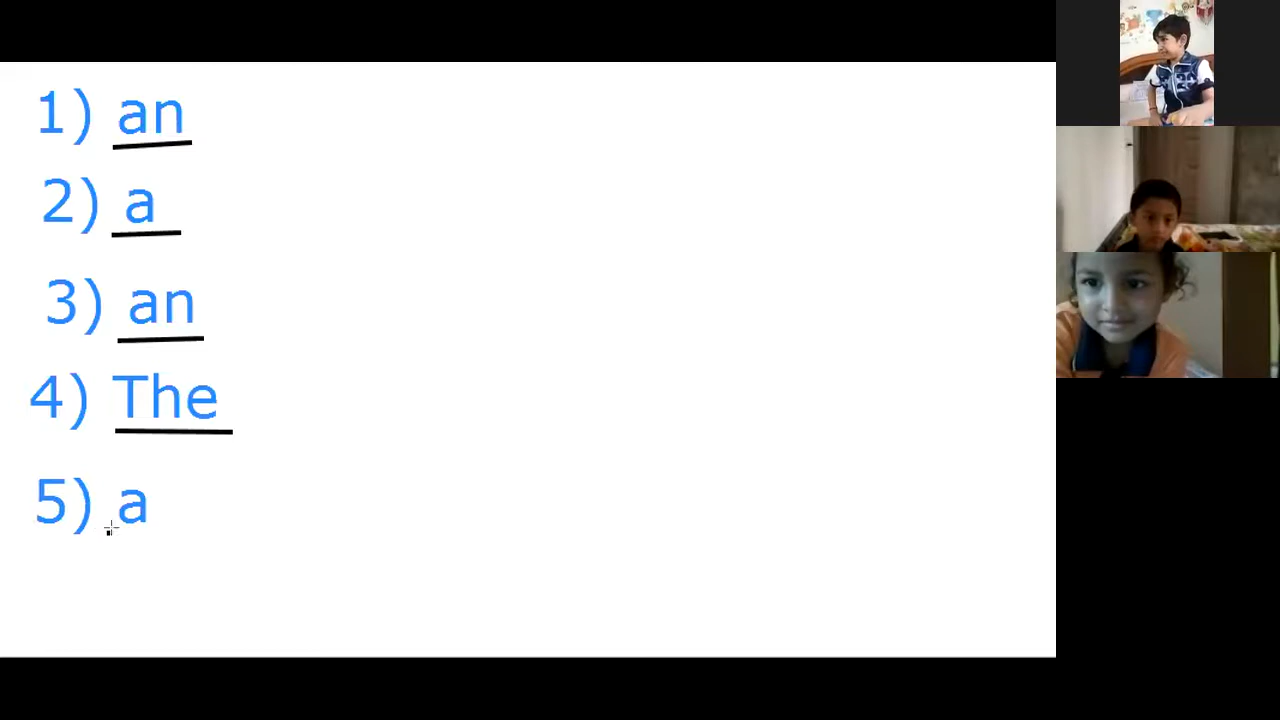 1) an
2) a
3) an
4) The
5) a